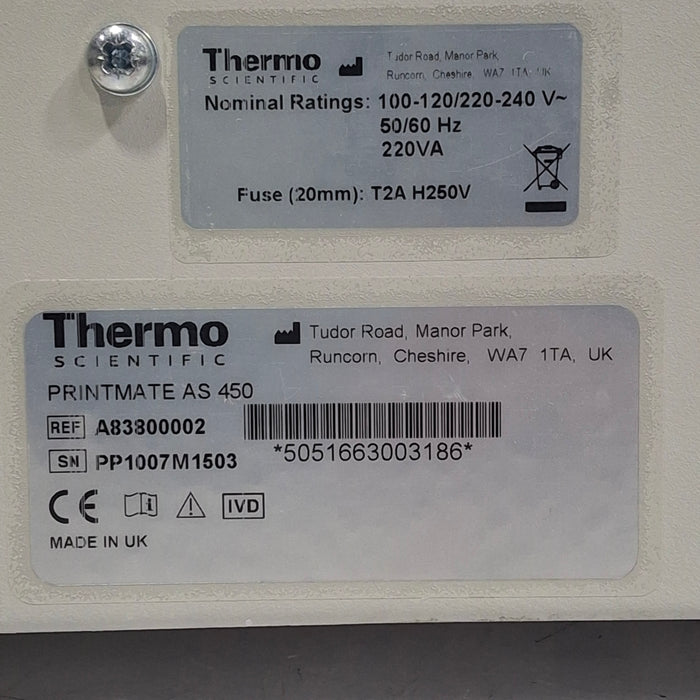 Thermo
SCIENTIFIC
Tudor Road, Manor Park,
Runcorn, Cheshire, WA7 1TA, UK
Nominal Ratings: 100-120/220-240 V~
50/60 Hz
220VA
Fuse (20mm): T2A H250V
Thermo
SCIENTIFIC
Tudor Road, Manor Park,
Runcorn, Cheshire, WA7 1TA, UK
PRINTMATE AS 450
REF A83800002
*5051663003186*
SN PP1007M1503
CE i IVD
MADE IN UK